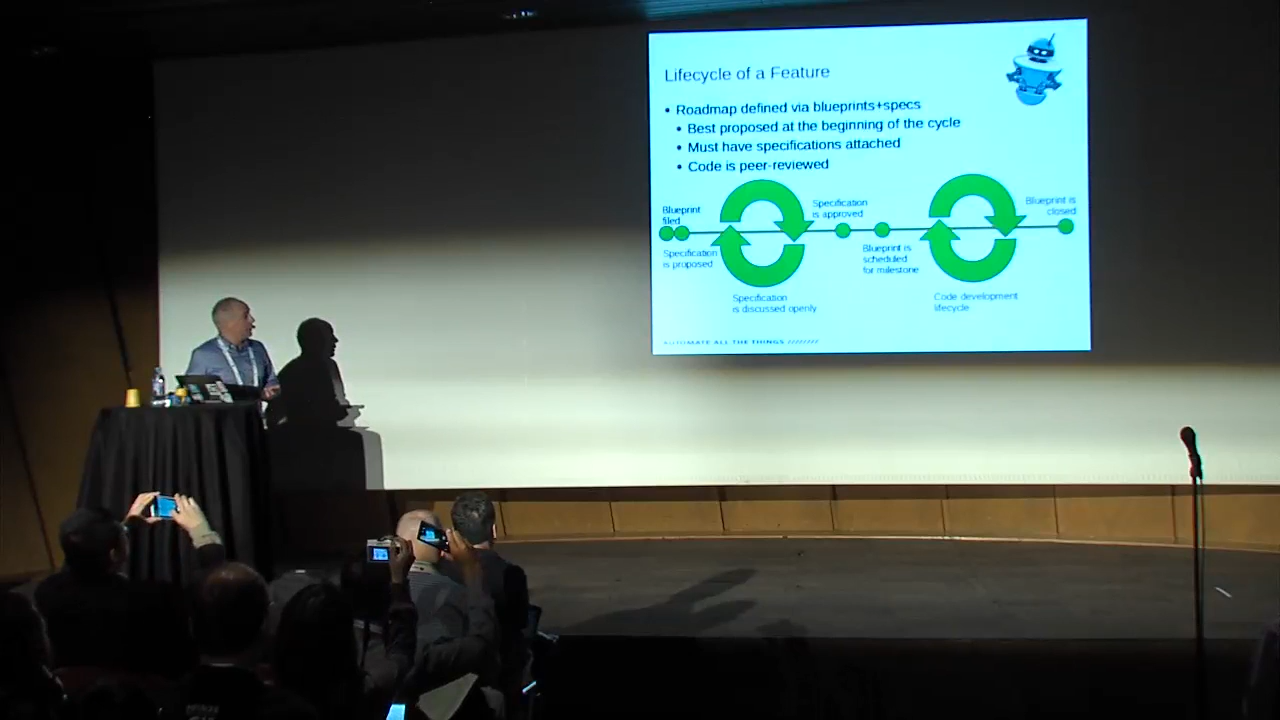 Lifecycle of a Feature
• Roadmap defined via blueprints+specs
• Best proposed at the beginning of the cycle
• Must have specifications attached
• Code is peer-reviewed
Blueprint
filed
Specification
is proposed
Specification
is discussed openly
Specification
is approved
Blueprint is
scheduled
for milestone
Code development
lifecycle
Blueprint is
closed
AUTOMATE ALL THE THINGS ////////